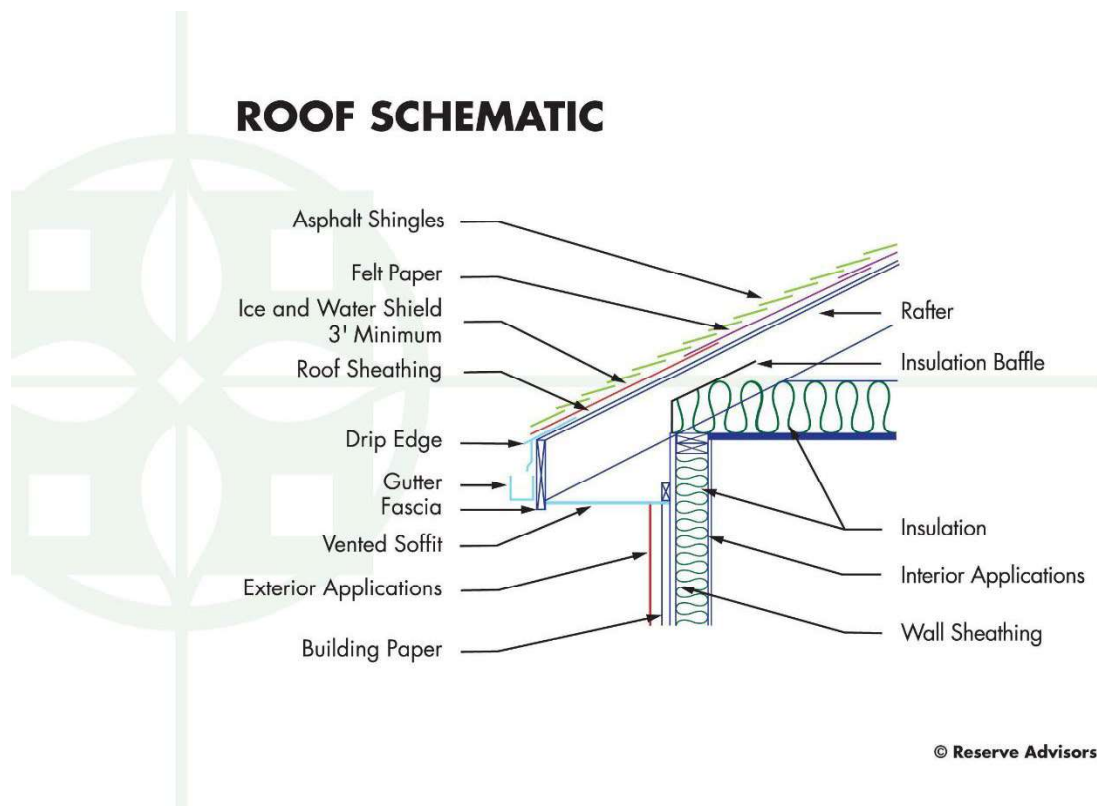 ROOF SCHEMATIC
Asphalt Shingles
Felt Paper
Ice and Water Shield
3' Minimum
Roof Sheathing
Drip Edge
Gutter
Fascia
Vented Soffit
Exterior Applications
Building Paper
Rafter
Insulation Baffle
Insulation
Interior Applications
Wall Sheathing
© Reserve Advisors